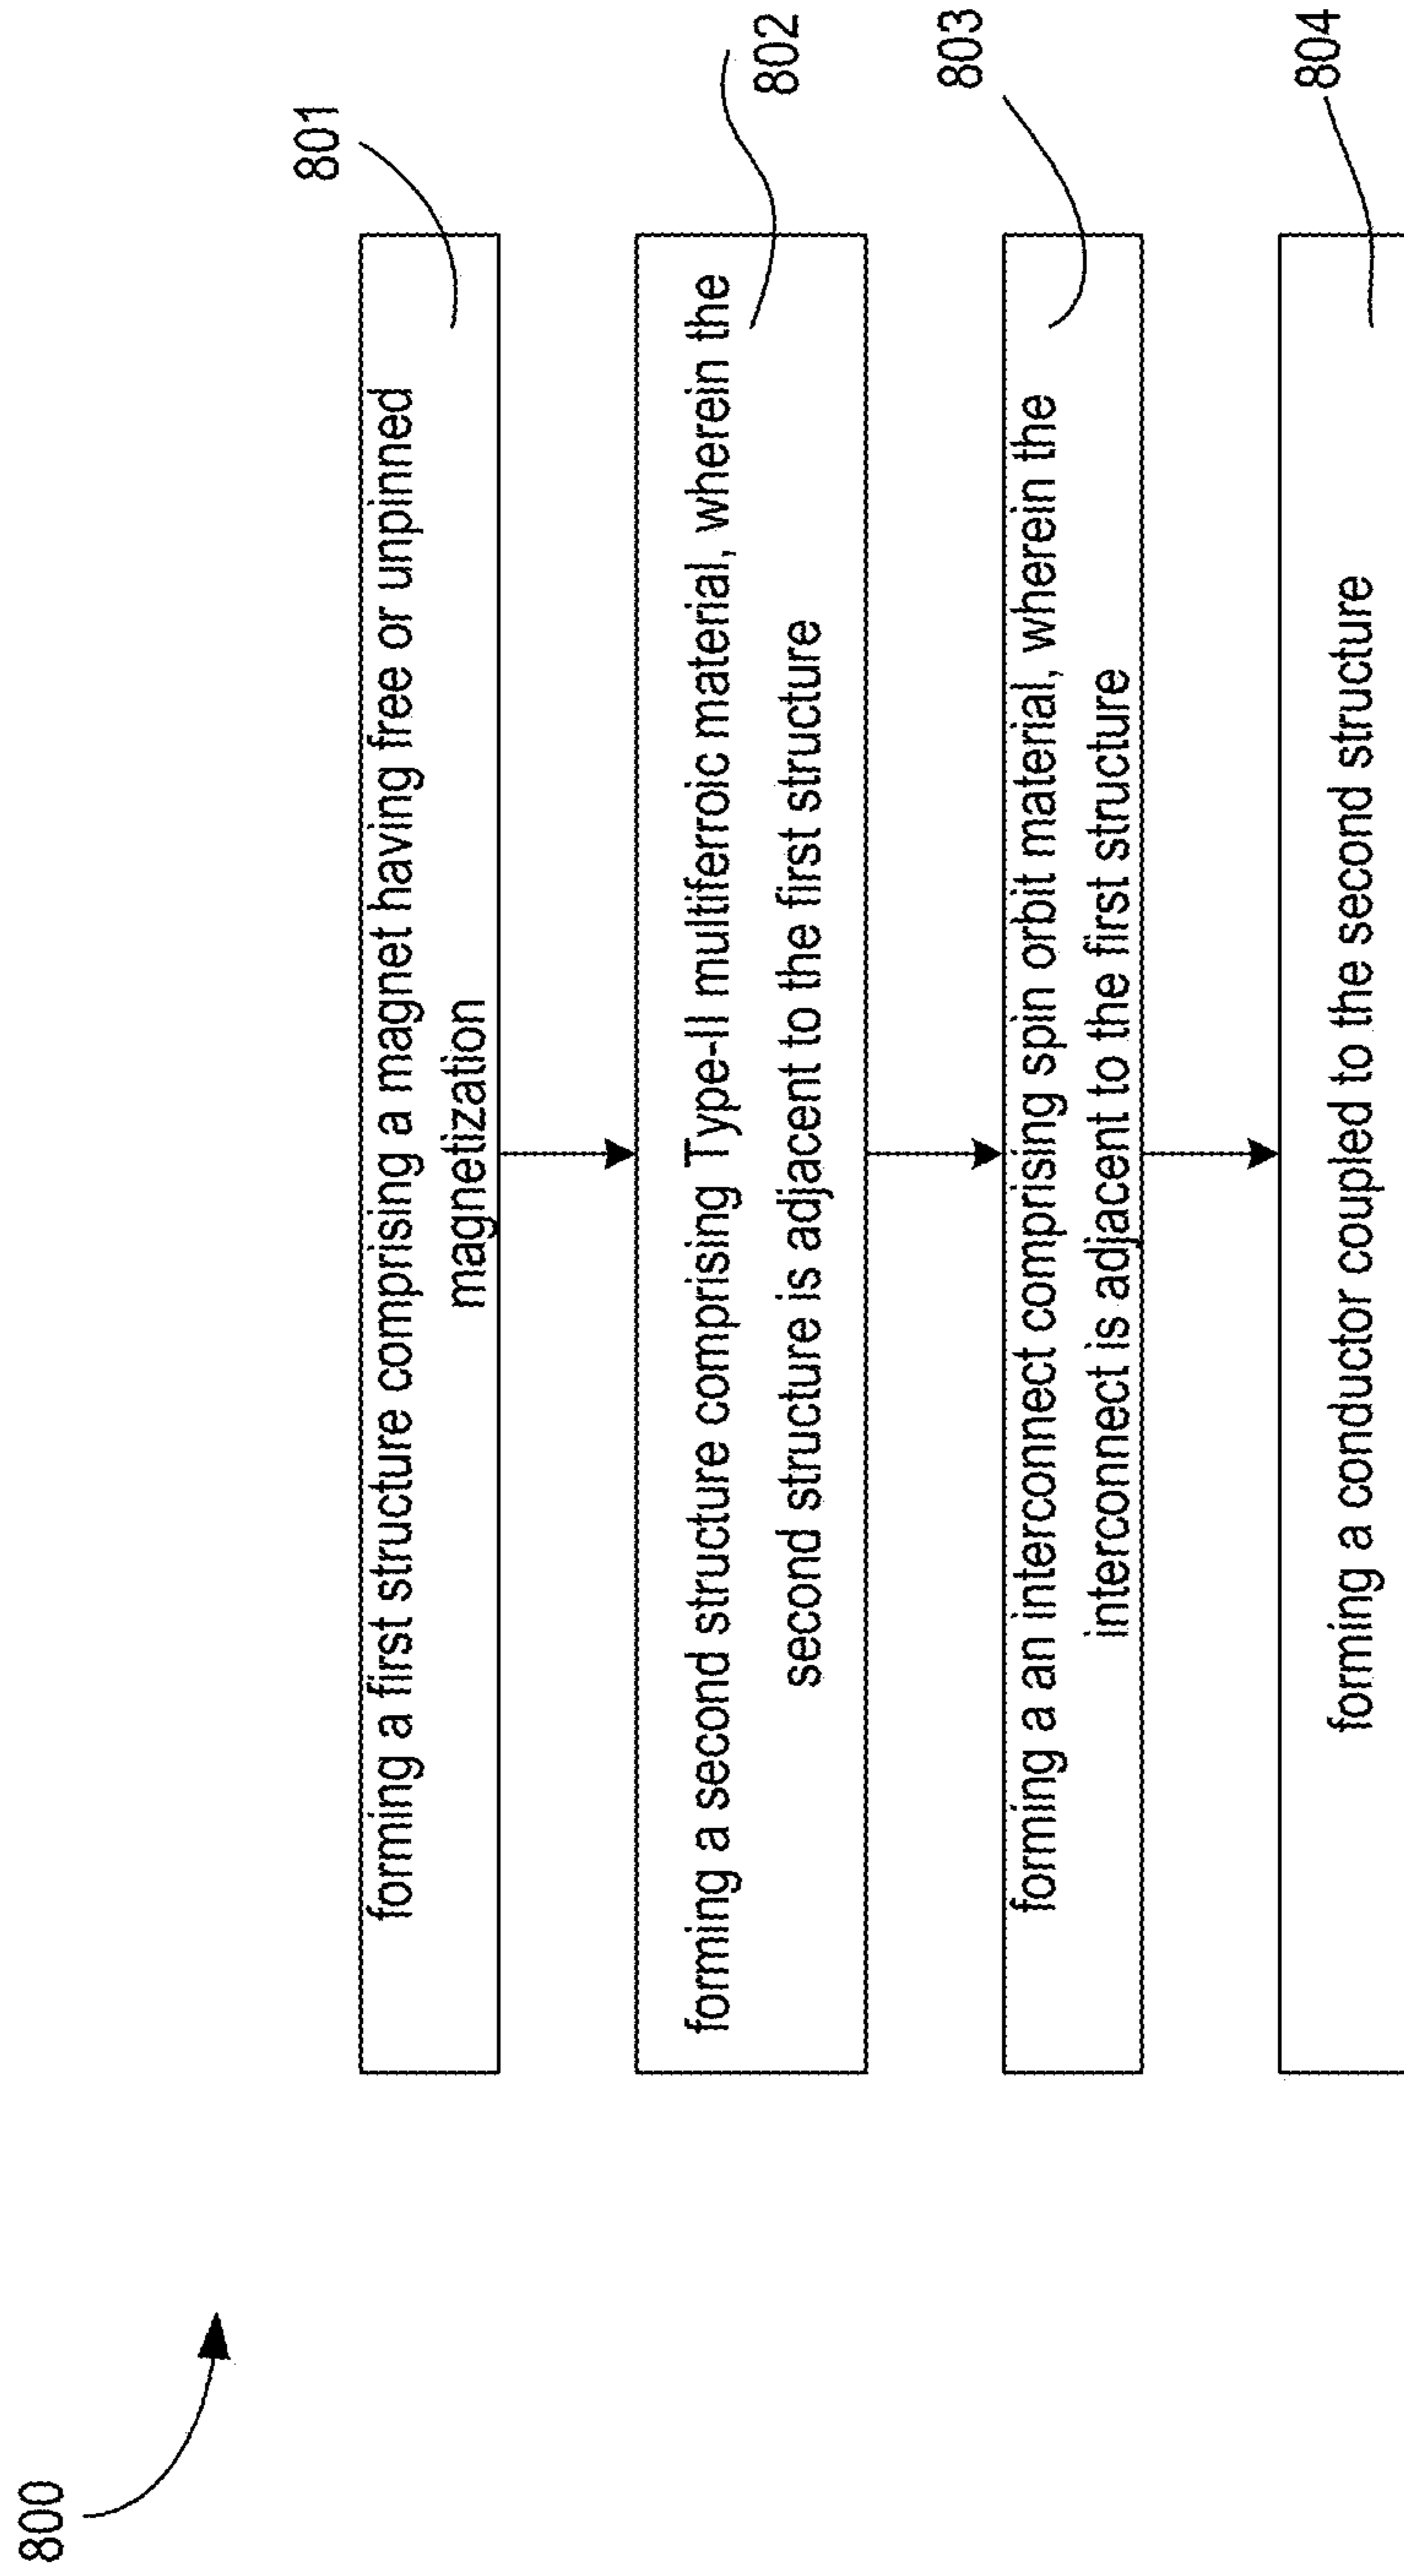 800
801
forming a first structure comprising a magnet having free or unpinned
magnetization
802
forming a second structure comprising Type-II multiferroic material, wherein the
second structure is adjacent to the first structure
803
forming a an interconnect comprising spin orbit material, wherein the
interconnect is adjacent to the first structure
804
forming a conductor coupled to the second structure